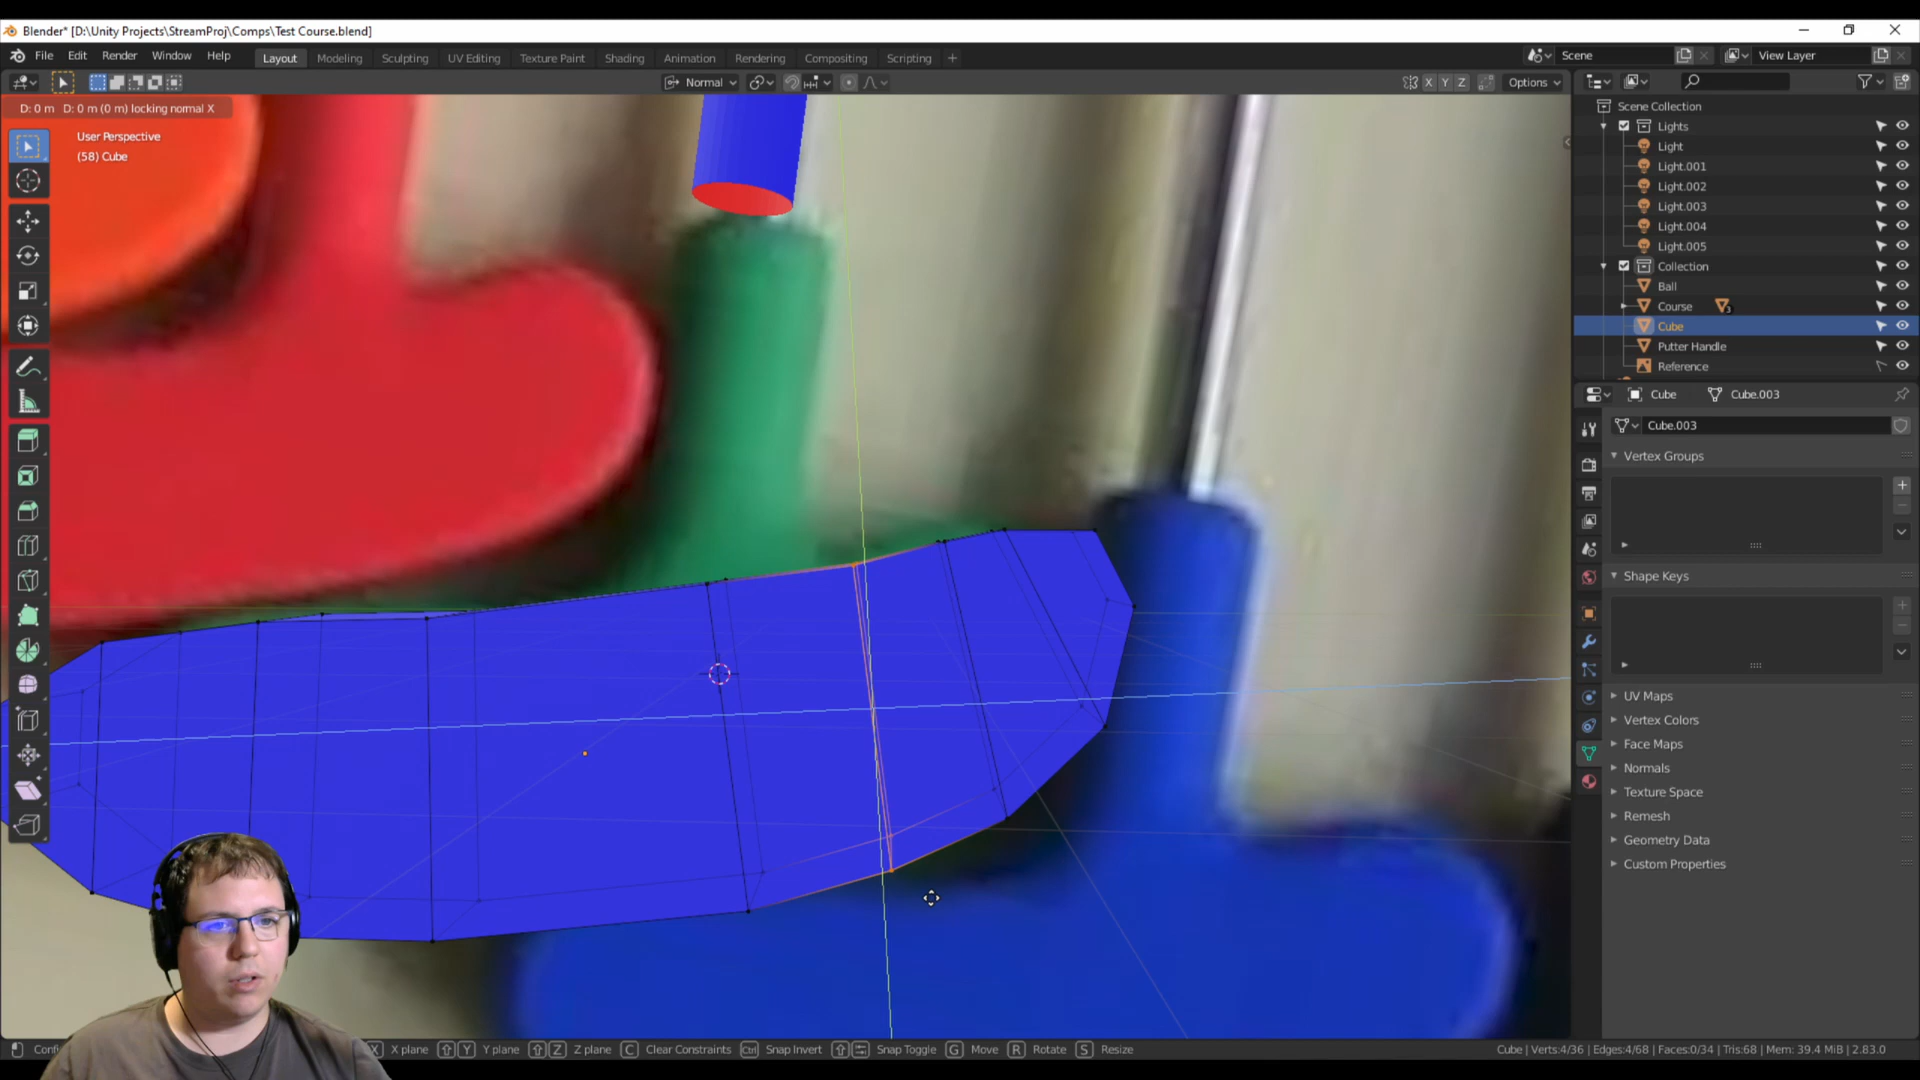 Blender* [D:\Unity Projects\StreamProj\Comps\Test Course.blend]
File Edit Render Window Help
Layout Modeling Sculpting UV Editing Texture Paint Shading Animation Rendering Compositing Scripting +
Scene
View Layer
Normal
X Y Z
Options
D: 0 m D: 0 m (0 m) locking normal X
User Perspective
(58) Cube
Scene Collection
Lights
Light
Light.001
Light.002
Light.003
Light.004
Light.005
Collection
Ball
Course 3
Cube
Putter Handle
Reference
Cube Cube.003
Cube.003
Vertex Groups
Shape Keys
UV Maps
Vertex Colors
Face Maps
Normals
Texture Space
Remesh
Geometry Data
Custom Properties
X X plane Y Y plane Z Z plane C Clear Constraints Ctrl Snap Invert Snap Toggle G Move R Rotate S Resize
Cube | Verts:4/36 | Edges:4/68 | Faces:0/34 | Tris:68 | Mem: 39.4 MiB | 2.83.0